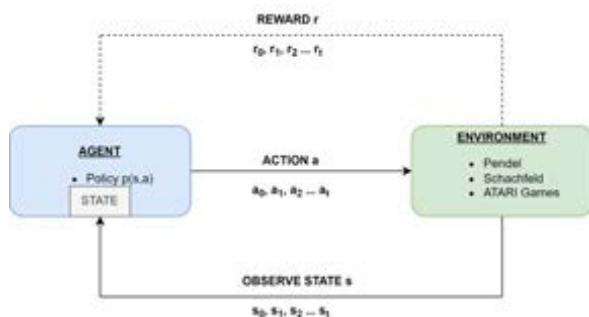 REWARD r
r₀, r₁, r₂ ... rₜ
AGENT
• Policy p(s,a)
STATE
ACTION a
a₀, a₁, a₂ ... aₜ
ENVIRONMENT
• Pendel
• Schachfeld
• ATARI Games
OBSERVE STATE s
s₀, s₁, s₂ ... sₜ